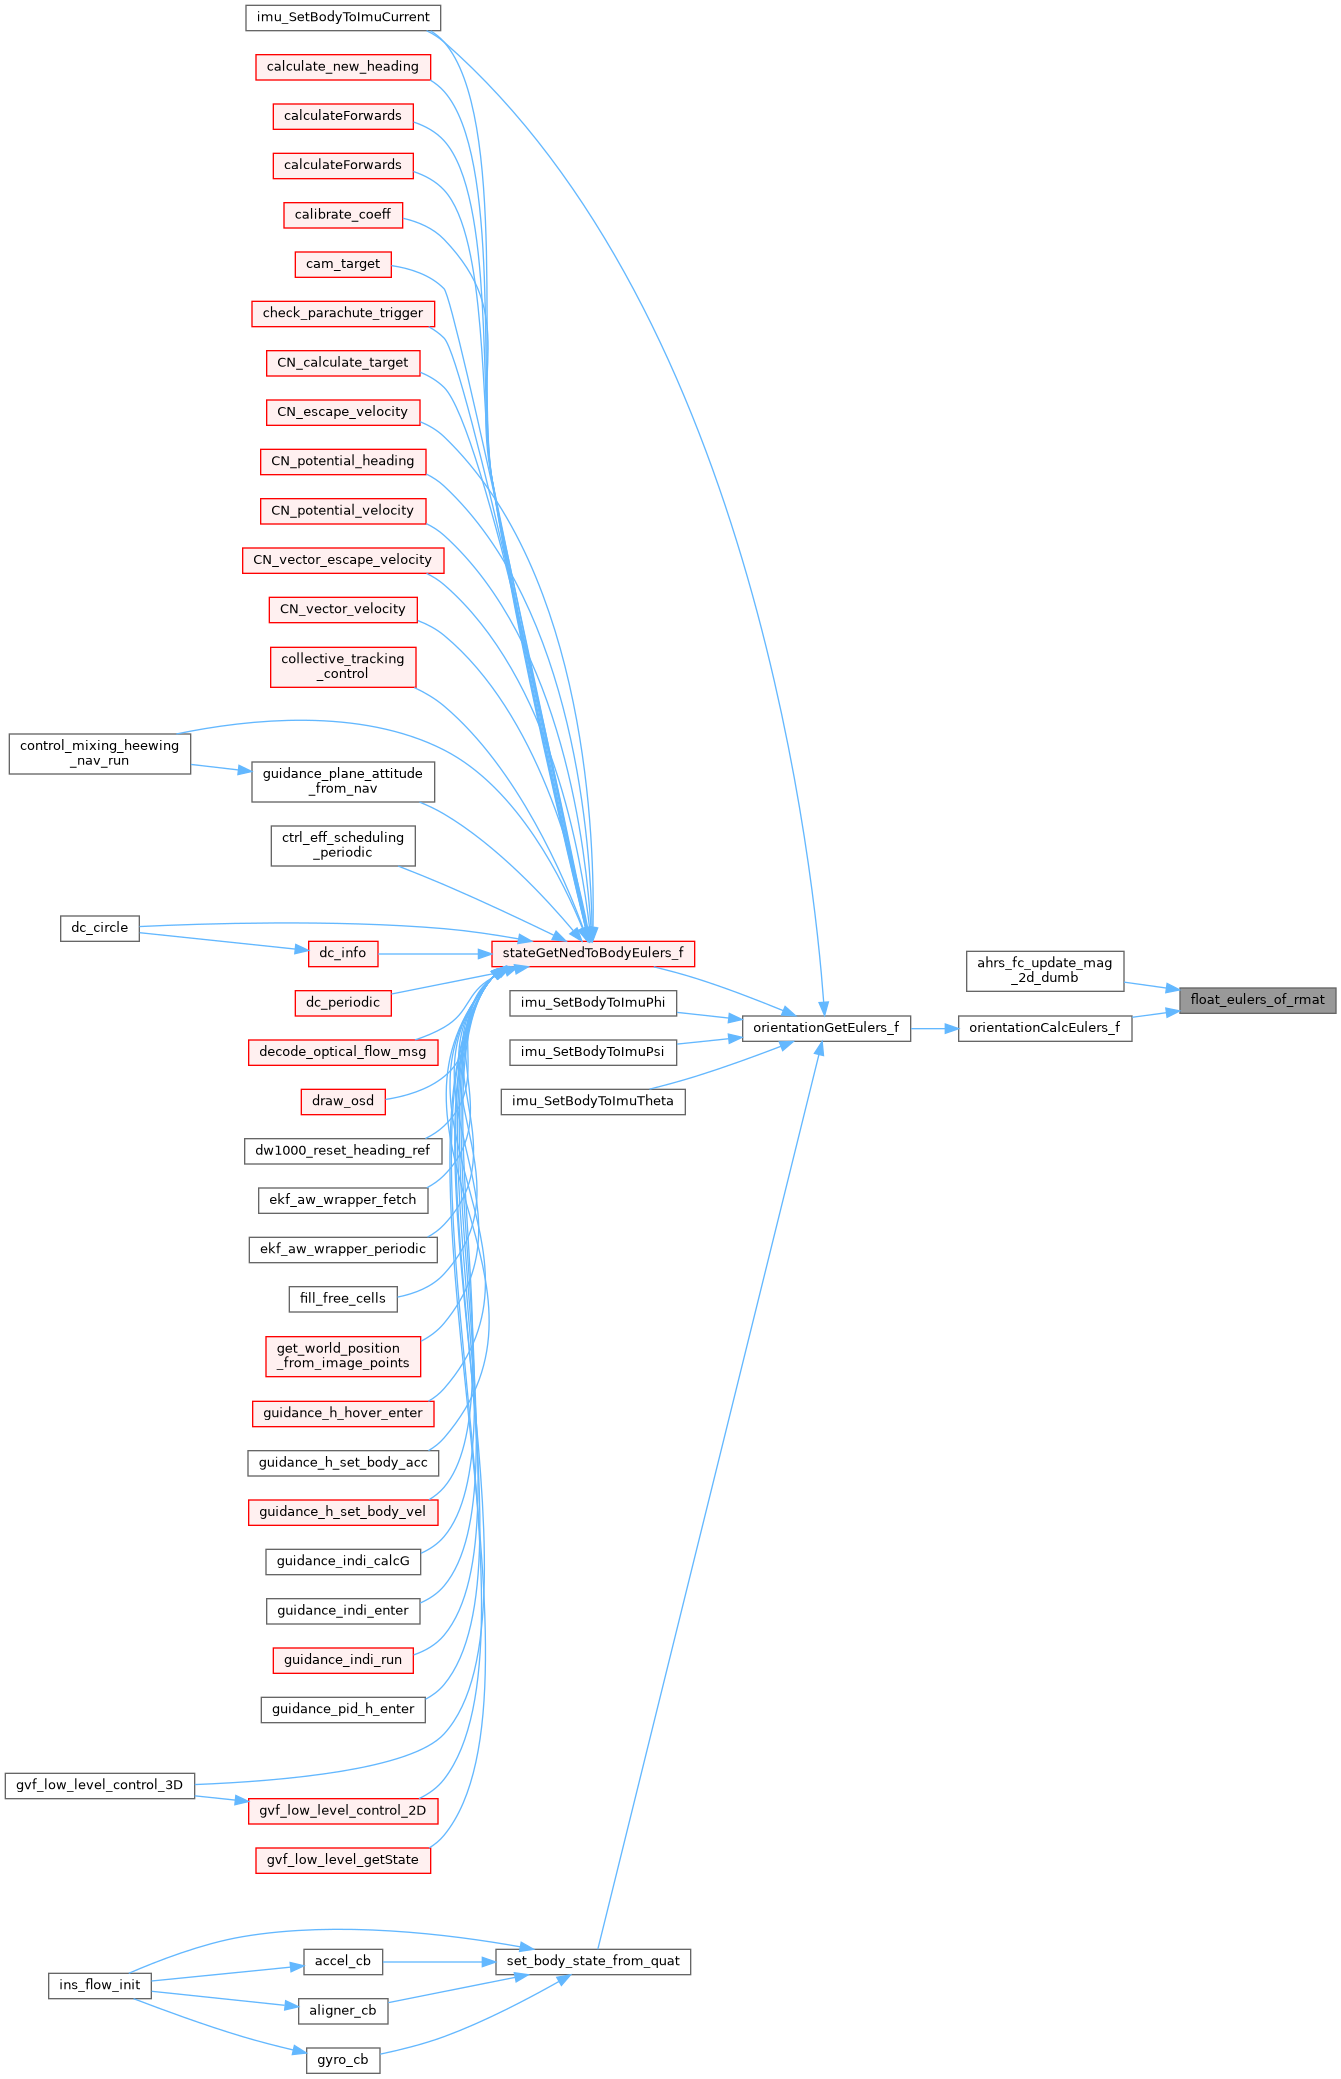 imu_SetBodyToImuCurrent
calculate_new_heading
calculateForwards
calculateForwards
calibrate_coeff
cam_target
check_parachute_trigger
CN_calculate_target
CN_escape_velocity
CN_potential_heading
CN_potential_velocity
CN_vector_escape_velocity
CN_vector_velocity
collective_tracking
_control
control_mixing_heewing
_nav_run
guidance_plane_attitude
_from_nav
ctrl_eff_scheduling
_periodic
dc_circle
dc_info
stateGetNedToBodyEulers_f
dc_periodic
imu_SetBodyToImuPhi
orientationGetEulers_f
orientationCalcEulers_f
ahrs_fc_update_mag
_2d_dumb
float_eulers_of_rmat
decode_optical_flow_msg
imu_SetBodyToImuPsi
draw_osd
imu_SetBodyToImuTheta
dw1000_reset_heading_ref
ekf_aw_wrapper_fetch
ekf_aw_wrapper_periodic
fill_free_cells
get_world_position
_from_image_points
guidance_h_hover_enter
guidance_h_set_body_acc
guidance_h_set_body_vel
guidance_indi_calcG
guidance_indi_enter
guidance_indi_run
guidance_pid_h_enter
gvf_low_level_control_3D
gvf_low_level_control_2D
gvf_low_level_getState
set_body_state_from_quat
accel_cb
ins_flow_init
aligner_cb
gyro_cb